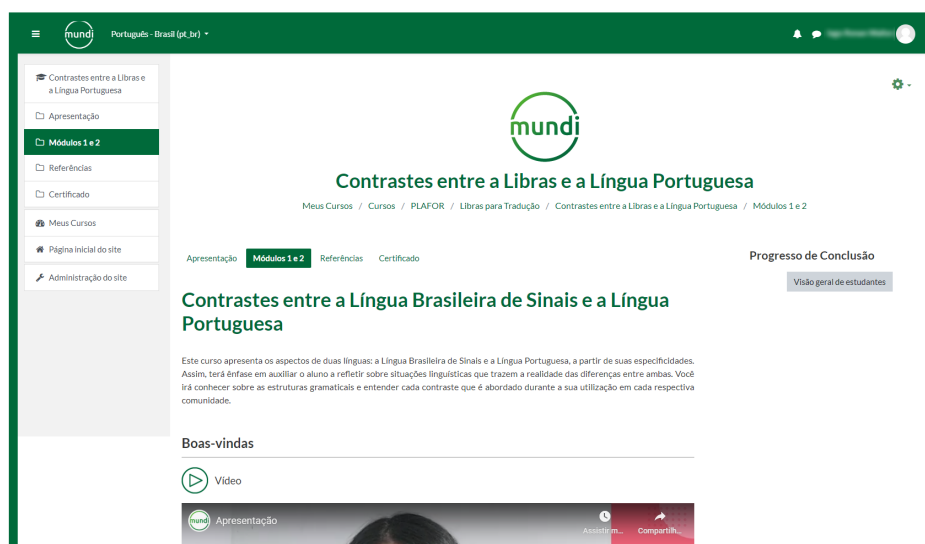 mundi
Português - Brasil (pt_br)
Contrastes entre a Libras e
a Língua Portuguesa
Apresentação
Módulos 1 e 2
Referências
Certificado
Meus Cursos
Página inicial do site
Administração do site
mundi
Contrastes entre a Libras e a Língua Portuguesa
Meus Cursos / Cursos / PLAFOR / Libras para Tradução / Contrastes entre a Libras e a Língua Portuguesa / Módulos 1 e 2
Apresentação Módulos 1 e 2 Referências Certificado
Contrastes entre a Língua Brasileira de Sinais e a Língua
Portuguesa
Este curso apresenta os aspectos de duas línguas: a Língua Brasileira de Sinais e a Língua Portuguesa, a partir de suas especificidades.
Assim, terá ênfase em auxiliar o aluno a refletir sobre situações linguísticas que trazem a realidade das diferenças entre ambas. Você
irá conhecer sobre as estruturas gramaticais e entender cada contraste que é abordado durante a sua utilização em cada respectiva
comunidade.
Boas-vindas
Vídeo
mundi Apresentação
Assistir m... Compartilh...
Progresso de Conclusão
Visão geral de estudantes